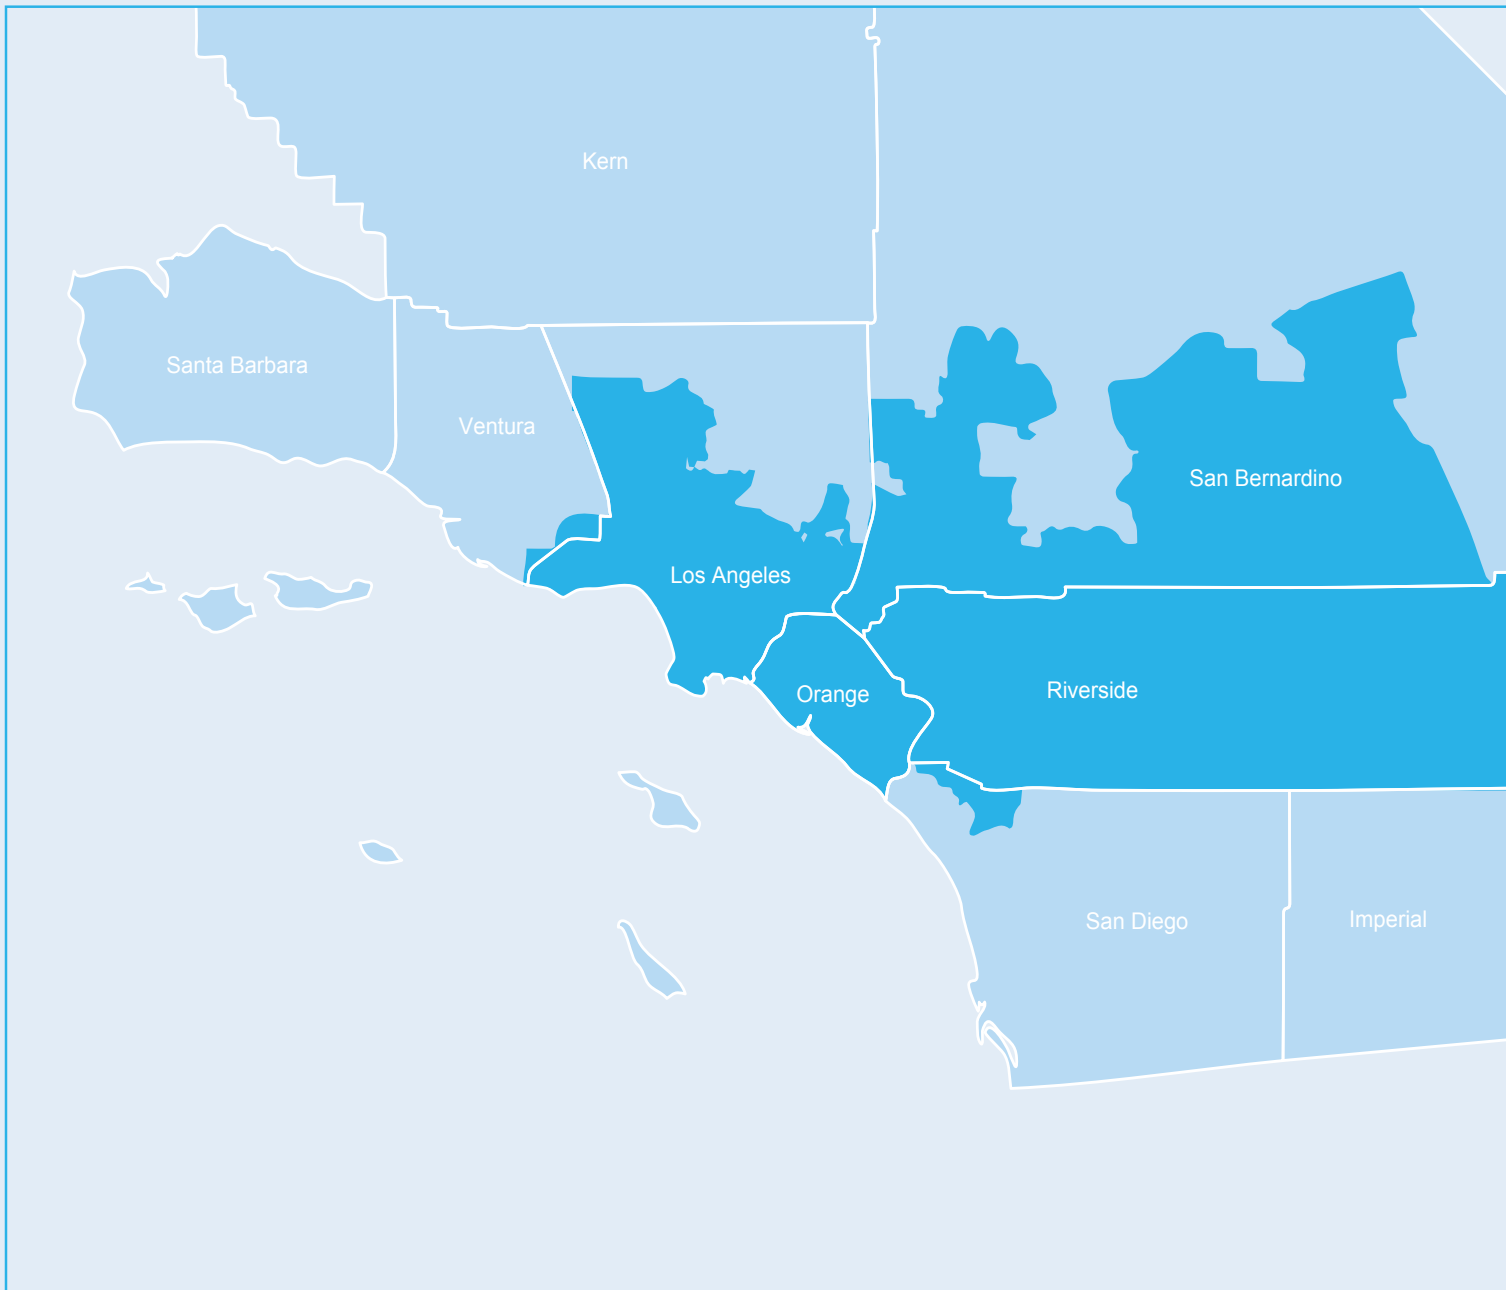 Kern
Santa Barbara
Ventura
San Bernardino
Los Angeles
Orange
Riverside
San Diego
Imperial